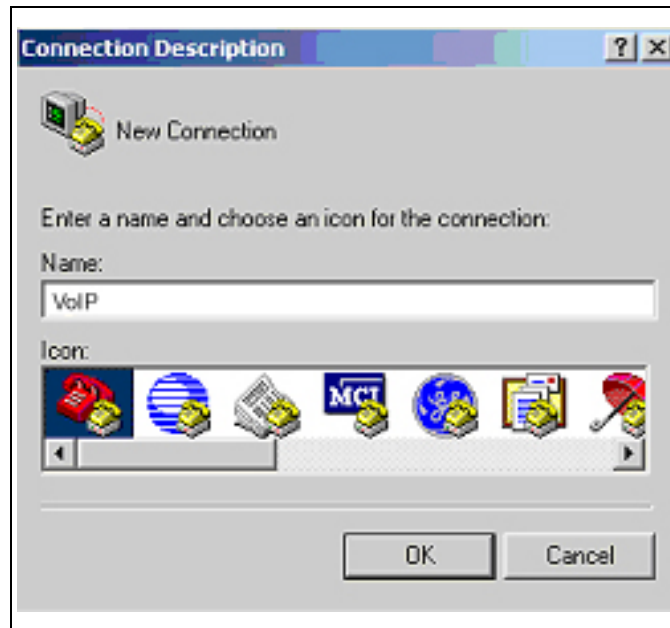 Connection Description
New Connection
Enter a name and choose an icon for the connection:
Name:
VoIP
Icon:
MCI
OK
Cancel